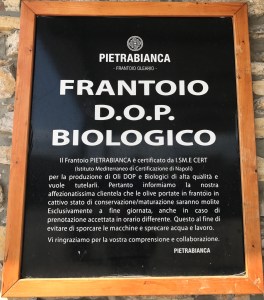 PIETRABIANCA
- FRANTOIO OLEARIO -
FRANTOIO
D.O.P.
BIOLOGICO
Il Frantoio PIETRABIANCA è certificato da I.SM.E CERT
(Istituto Mediterraneo di Certificazione di Napoli)
per la produzione di Oli DOP e Biologici di alta qualità e
vuole tutelarli. Pertanto informiamo la nostra
affezionatissima clientela che le olive portate in frantoio in
cattivo stato di conservazione/maturazione saranno molite
Esclusivamente a fine giornata, anche in caso di
prenotazione accettata in orario differente. Questo al fine di
evitare di sporcare le macchine e sprecare acqua e lavoro.
Vi ringraziamo per la vostra comprensione e collaborazione.
PIETRABIANCA